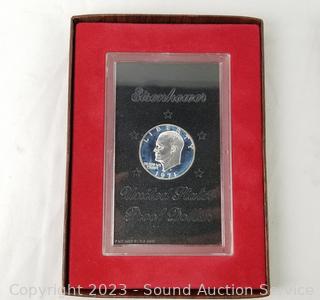 Eisenhower
LIBERTY
1971
United States
Proof Dollar
Copyright 2023 - Sound Auction Service